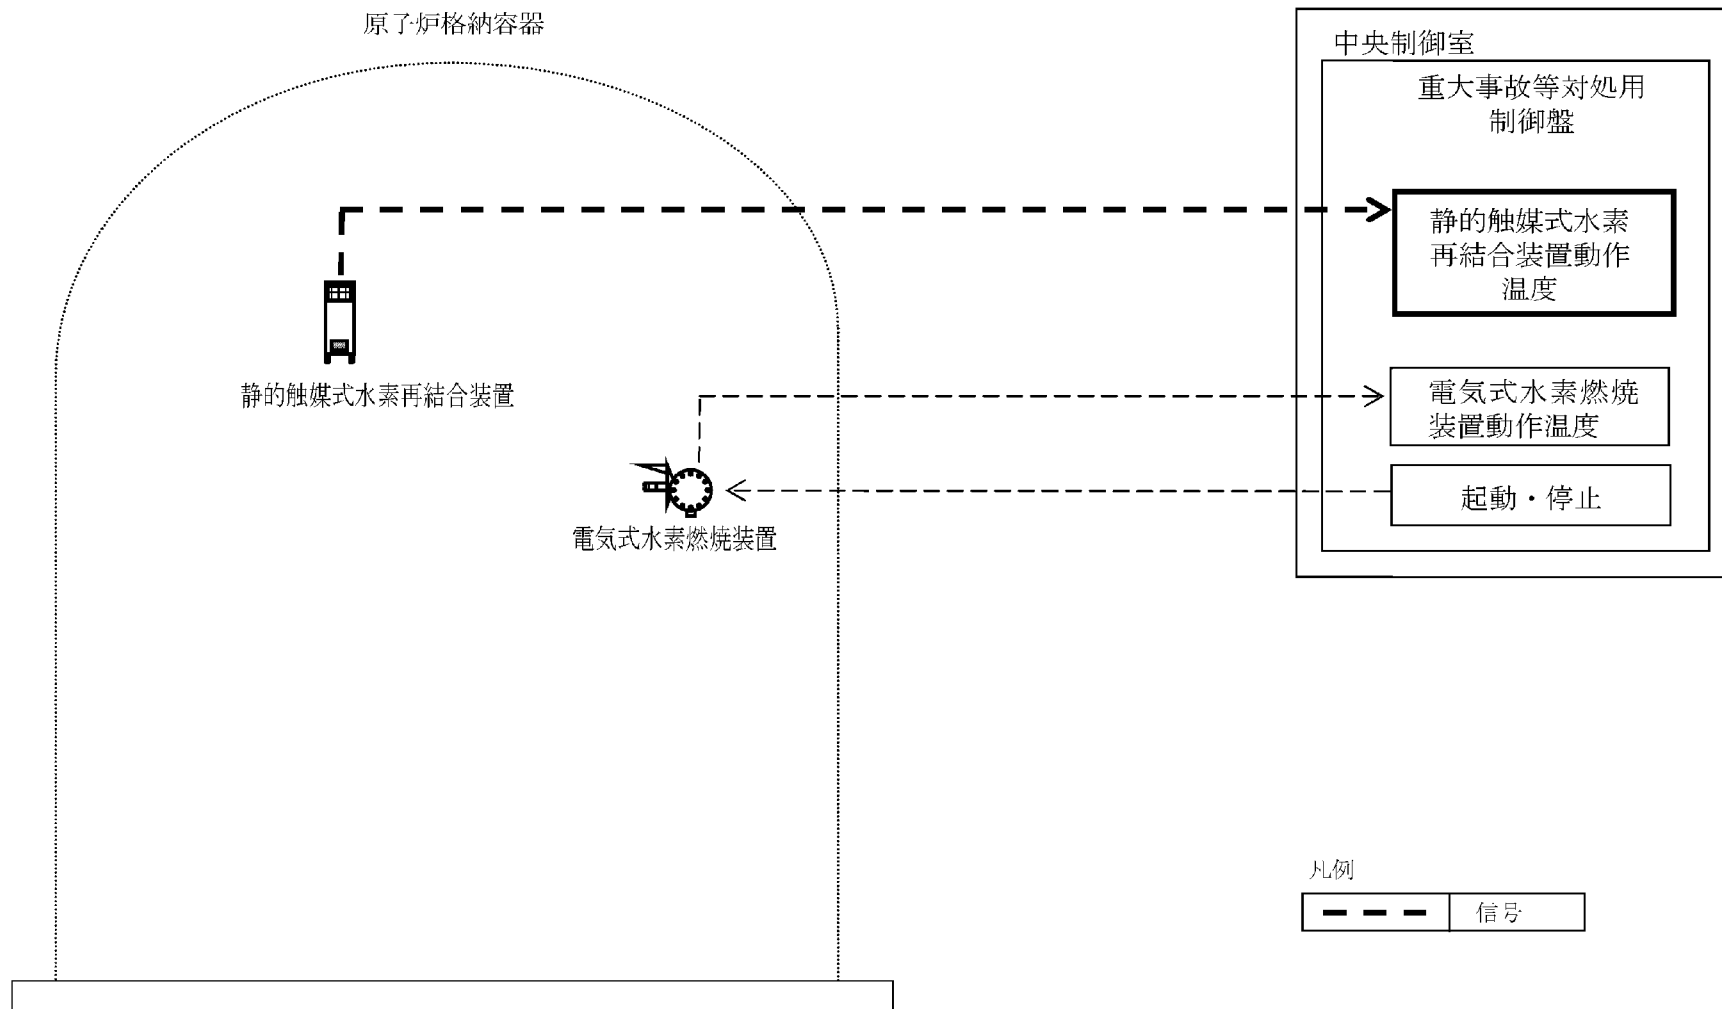 原子炉格納容器
中央制御室
重大事故等対処用
制御盤
静的触媒式水素
再結合装置動作
温度
静的触媒式水素再結合装置
電気式水素燃焼
装置動作温度
起動・停止
電気式水素燃焼装置
凡例
信号